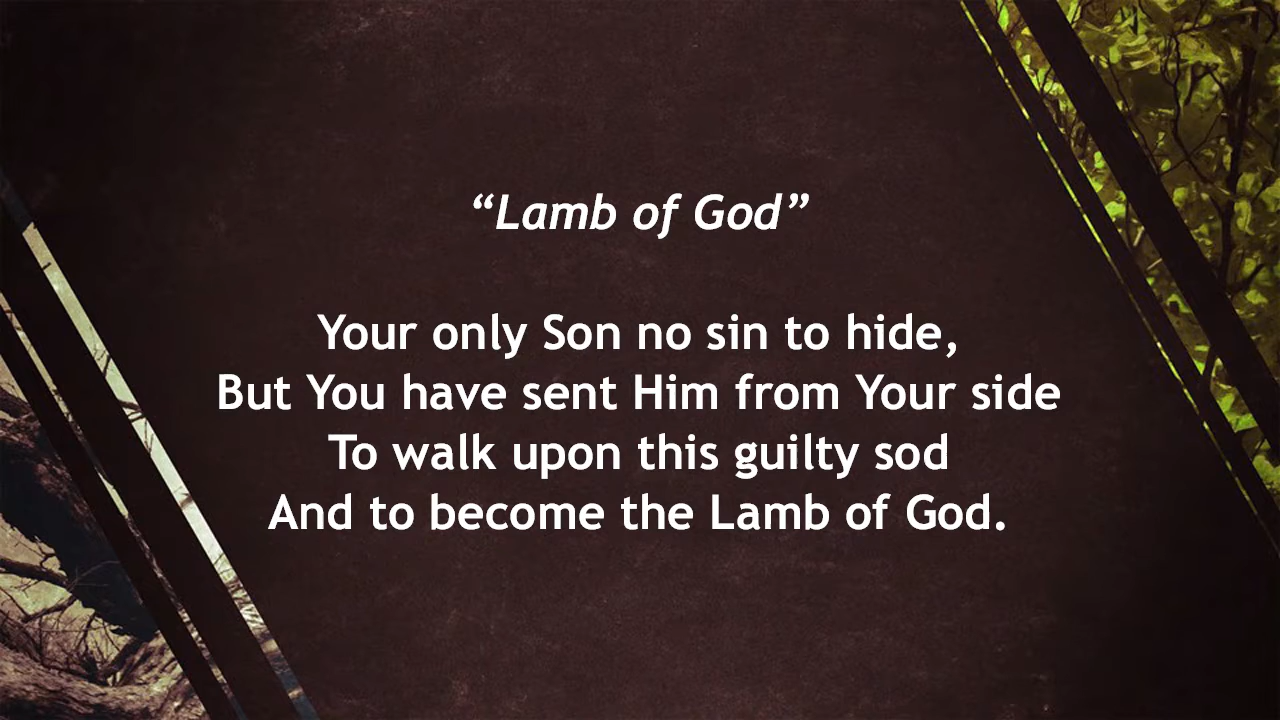 “Lamb of God”
Your only Son no sin to hide,
But You have sent Him from Your side
To walk upon this guilty sod
And to become the Lamb of God.